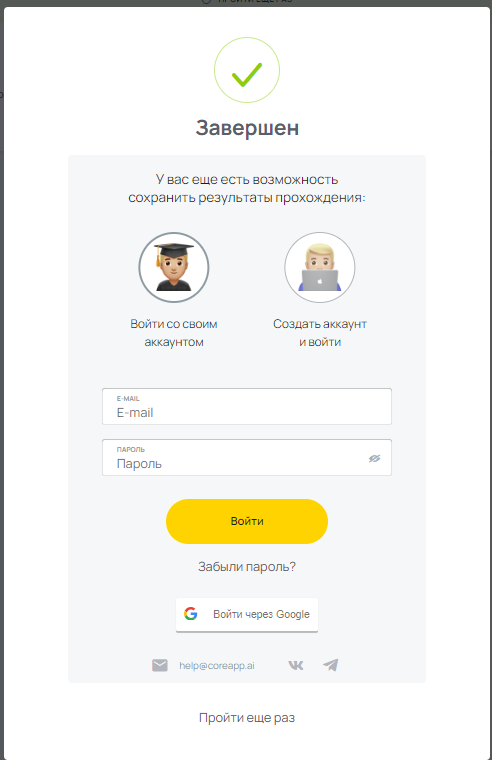 Завершен
У вас еще есть возможность
сохранить результаты прохождения:
Войти со своим
аккаунтом
Создать аккаунт
и войти
E-MAIL
E-mail
ПАРОЛЬ
Пароль
Войти
Забыли пароль?
Войти через Google
help@coreapp.ai
Пройти еще раз